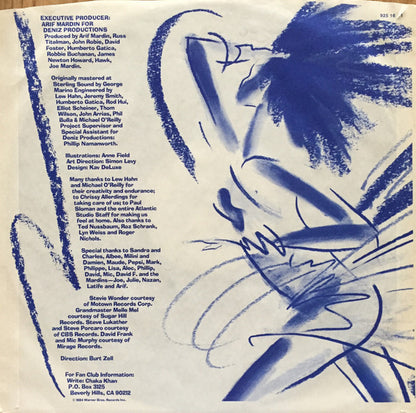 925 16
EXECUTIVE PRODUCER:
ARIF MARDIN FOR
DENIZ PRODUCTIONS
Produced by Arif Mardin, Russ
Titelman, John Robie, David
Foster, Humberto Gatica,
Robbie Buchanan, James
Newton Howard, Hawk,
Joe Mardin.
Originally mastered at
Sterling Sound by George
Marino Engineered by
Lew Hahn, Jeremy Smith,
Humberto Gatica, Rod Hui,
Elliot Scheiner, Thom
Wilson, John Arrias, Phil
Bulla & Michael O'Reilly
Project Supervisor and
Special Assistant for
Deniz Productions:
Phillip Namanworth.
Illustrations: Anne Field
Art Direction: Simon Levy
Design: Kav DeLuxe
Many thanks to Lew Hahn
and Michael O'Reilly for
their creativity and endurance;
to Chrissy Allerdings for
taking care of us; to Paul
Sloman and the entire Atlantic
Studio Staff for making us
feel at home. Also thanks to
Ted Nussbaum, Roz Schrank,
Lyn Weiss and Roger
Nichols.
Special thanks to Sandra and
Charles, Albee, Milini and
Damien, Maude, Pepsi, Mark,
Philippe, Lisa, Alec, Phillip,
David, Mic, David F. and the
Mardins—Joe, Julie, Nazan,
Latife and Arif.
Stevie Wonder courtesy
of Motown Records Corp.
Grandmaster Melle Mel
courtesy of Sugar Hill
Records. Steve Lukather
and Steve Porcaro courtesy
of CBS Records. David Frank
and Mic Murphy courtesy of
Mirage Records.
Direction: Burt Zell
For Fan Club Information:
Write: Chaka Khan
P.O. Box 3125
Beverly Hills, CA 90212
© 1984 Warner Bros. Records Inc.